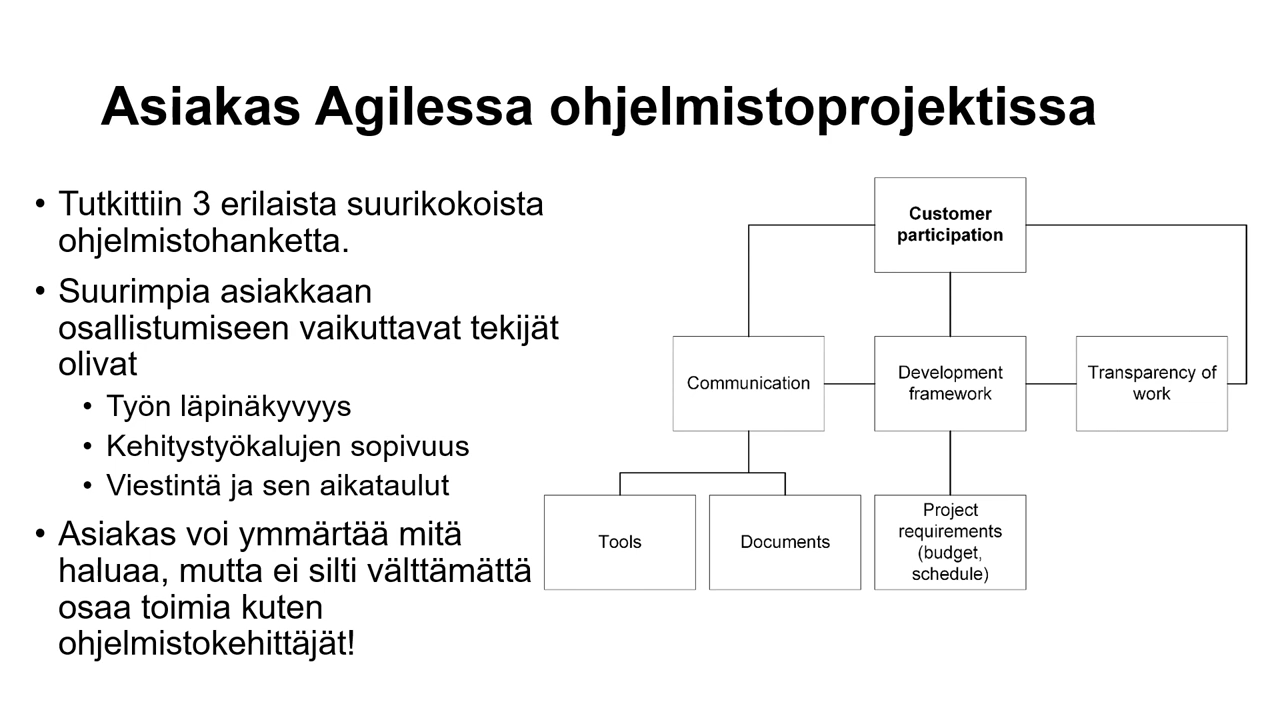 Asiakas Agilessa ohjelmistoprojektissa
• Tutkittiin 3 erilaista suurikokoista
ohjelmistohanketta.
• Suurimpia asiakkaan
osallistumiseen vaikuttavat tekijät
olivat
• Työn läpinäkyvyys
• Kehitystyökalujen sopivuus
• Viestintä ja sen aikataulut
• Asiakas voi ymmärtää mitä
haluaa, mutta ei silti välttämättä
osaa toimia kuten
ohjelmistokehittäjät!
Customer
participation
Communication
Development
framework
Transparency of
work
Tools
Documents
Project
requirements
(budget,
schedule)